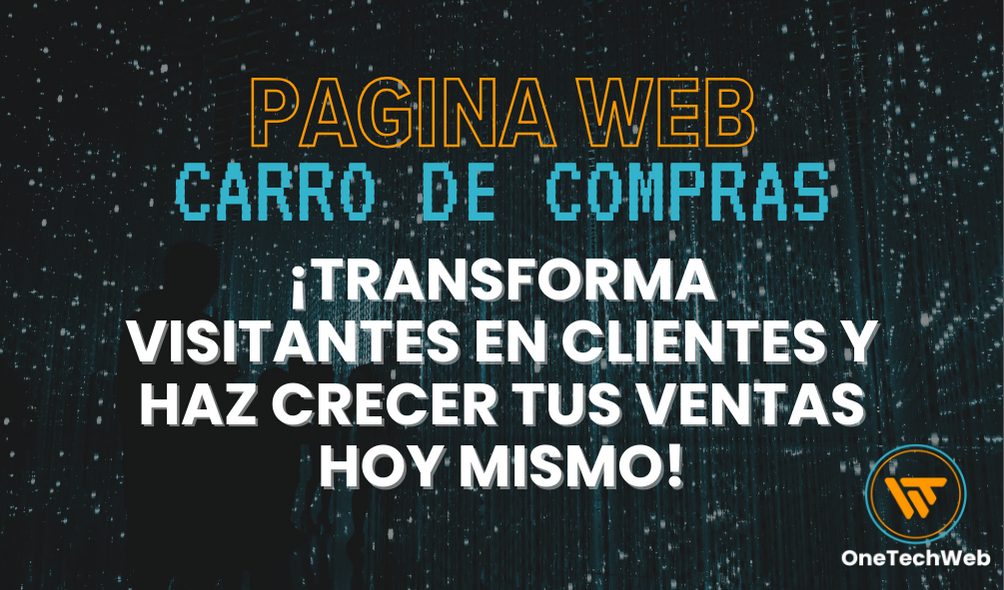 PAGINA WEB
CARRO DE COMPRAS
¡TRANSFORMA
VISITANTES EN CLIENTES Y
HAZ CRECER TUS VENTAS
HOY MISMO!
OneTechWeb